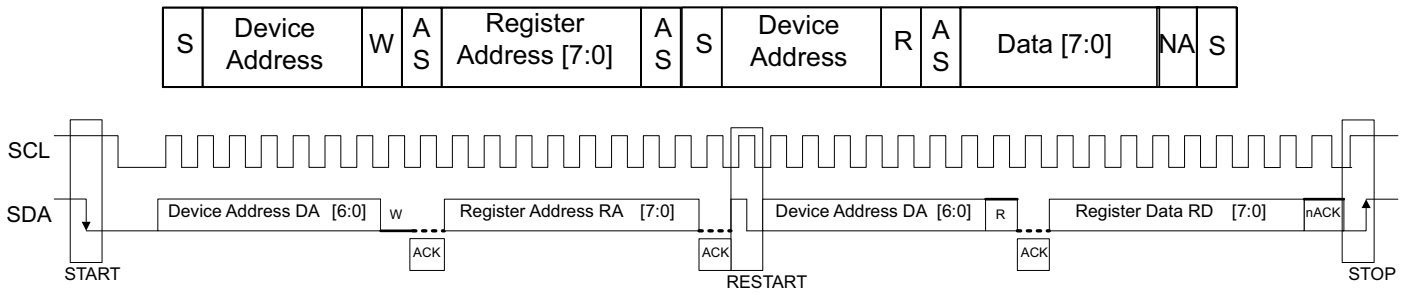 S Device Address W A S Register Address [7:0] A S S Device Address R A S Data [7:0] NA S
SCL
SDA Device Address DA [6:0] W Register Address RA [7:0] Device Address DA [6:0] R Register Data RD [7:0] nACK
ACK ACK ACK
START RESTART STOP